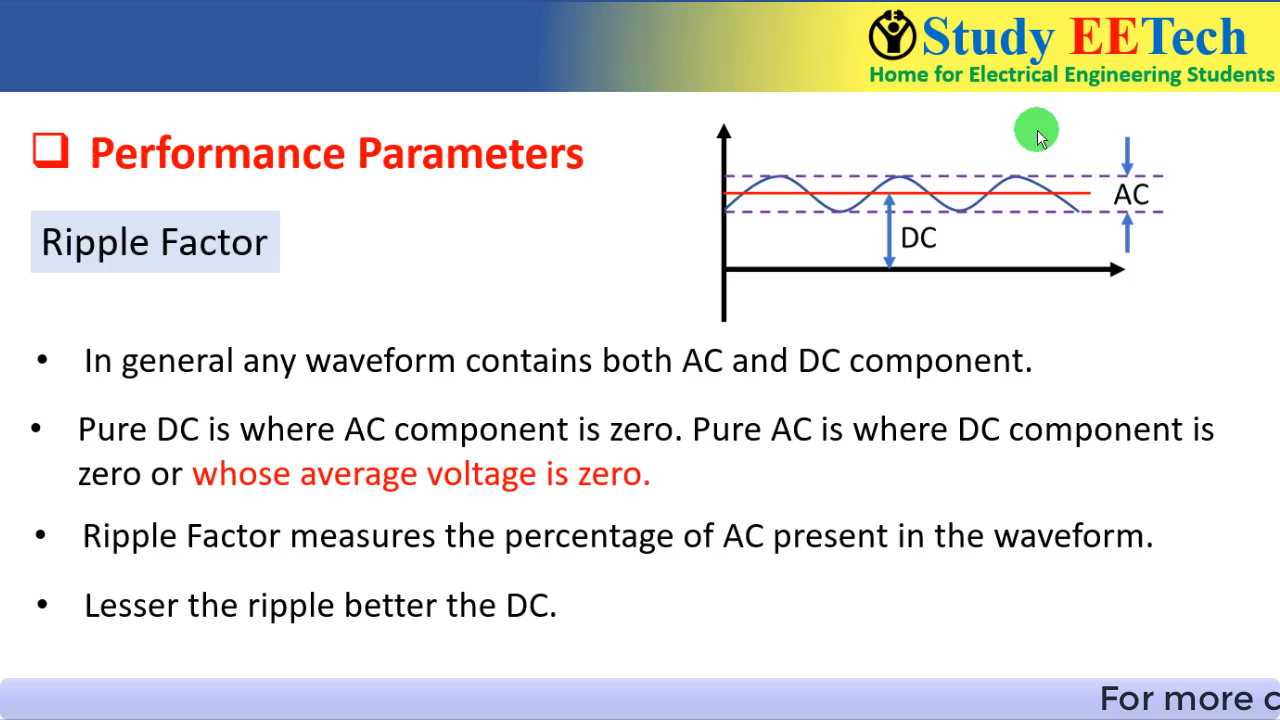 Study EETech
Home for Electrical Engineering Students
Performance Parameters
Ripple Factor
AC
DC
• In general any waveform contains both AC and DC component.
• Pure DC is where AC component is zero. Pure AC is where DC component is
zero or whose average voltage is zero.
• Ripple Factor measures the percentage of AC present in the waveform.
• Lesser the ripple better the DC.
For more